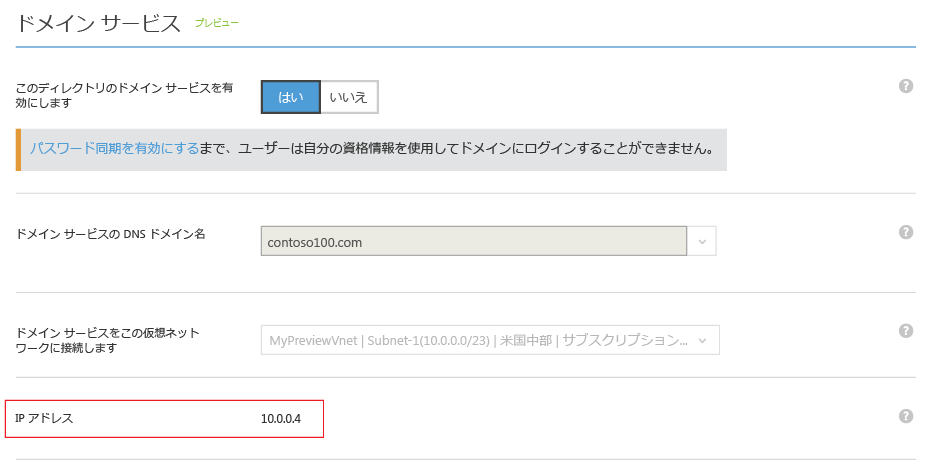 ドメイン サービス プレビュー
このディレクトリのドメイン サービスを有
効にします
はい いいえ
パスワード同期を有効にするまで、ユーザーは自分の資格情報を使用してドメインにログインすることができません。
ドメイン サービスの DNS ドメイン名
contoso100.com
ドメイン サービスをこの仮想ネット
ワークに接続します
MyPreviewVnet | Subnet-1(10.0.0.0/23) | 米国中部 | サブスクリプション...
IP アドレス 10.0.0.4